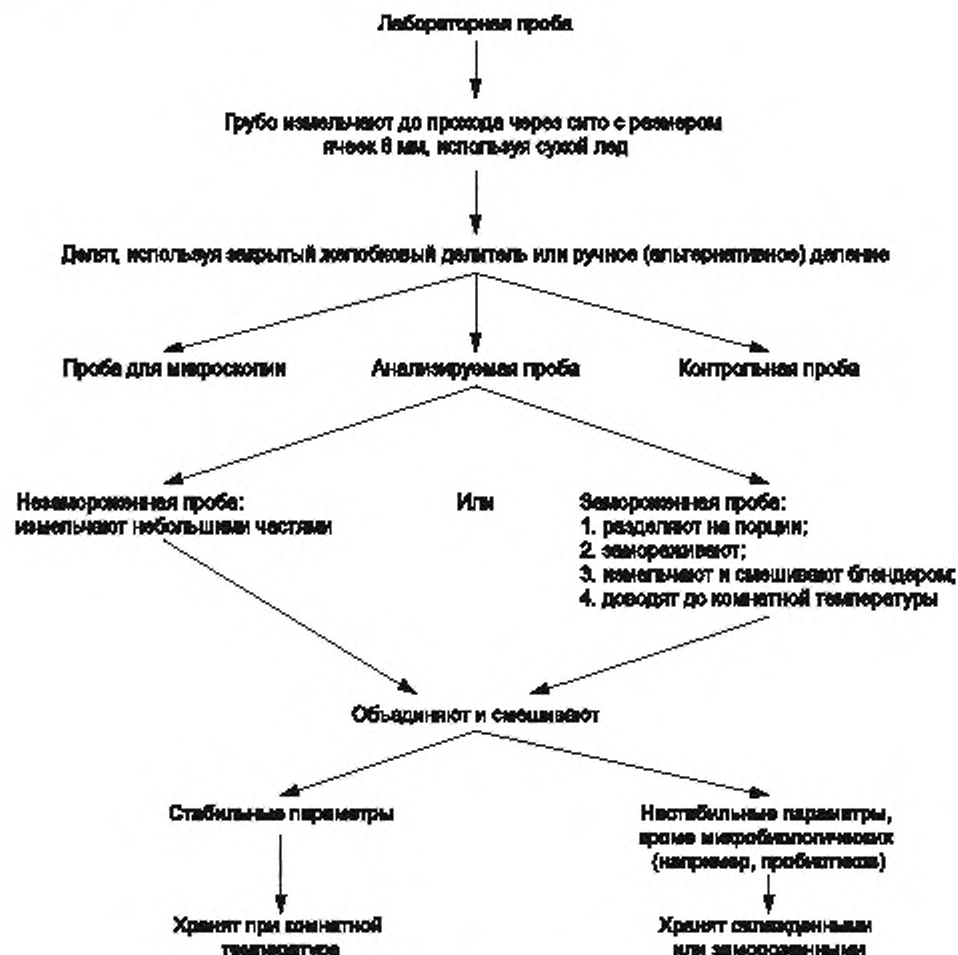 Лабораторная проба
Грубо измельчают до прохода через сито с размером
ячеек 6 мм, используя сухой лед
Делят, используя закрытый желобковый делитель или ручное (альтернативное) деление
Проба для микроскопии
Анализируемая проба
Контрольная проба
Незамороженная проба:
измельчают небольшими частями
Или
Замороженная проба:
1. разделяют на порции;
2. замораживают;
3. измельчают и смешивают блендером;
4. доводят до комнатной температуры
Объединяют и смешивают
Стабильные параметры
Нестабильные параметры,
кроме микробиологических
(например, пробиотиков)
Хранят при комнатной
температуре
Хранят охлажденными
или замороженными